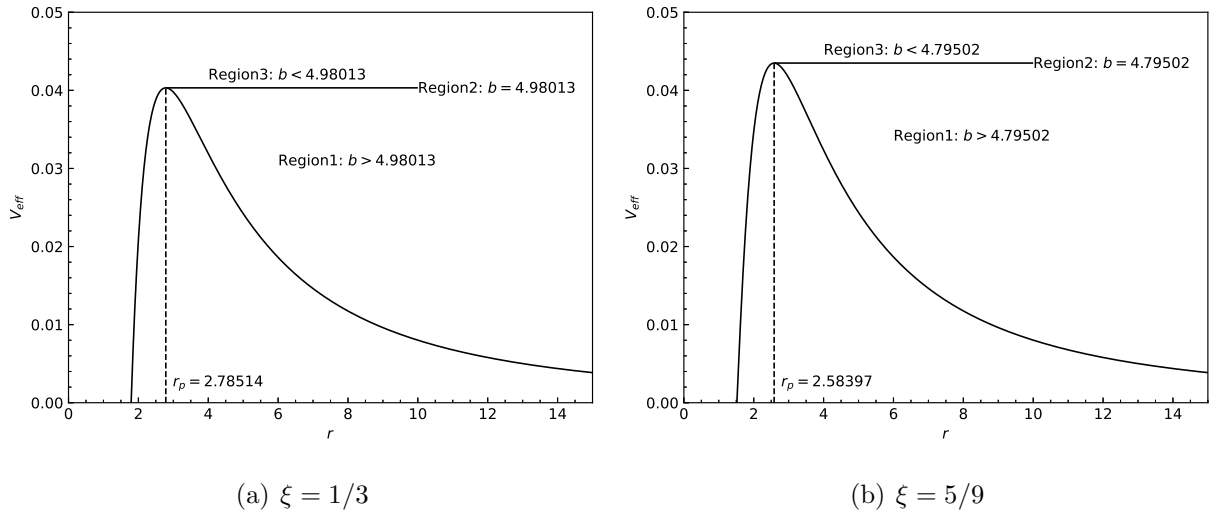 0.05
0.04
0.03
0.02
0.01
0.00
V_eff
Region3: b < 4.98013
Region2: b = 4.98013
Region1: b > 4.98013
r_p = 2.78514
0 2 4 6 8 10 12 14
r
(a) ξ = 1/3
0.05
0.04
0.03
0.02
0.01
0.00
V_eff
Region3: b < 4.79502
Region2: b = 4.79502
Region1: b > 4.79502
r_p = 2.58397
0 2 4 6 8 10 12 14
r
(b) ξ = 5/9